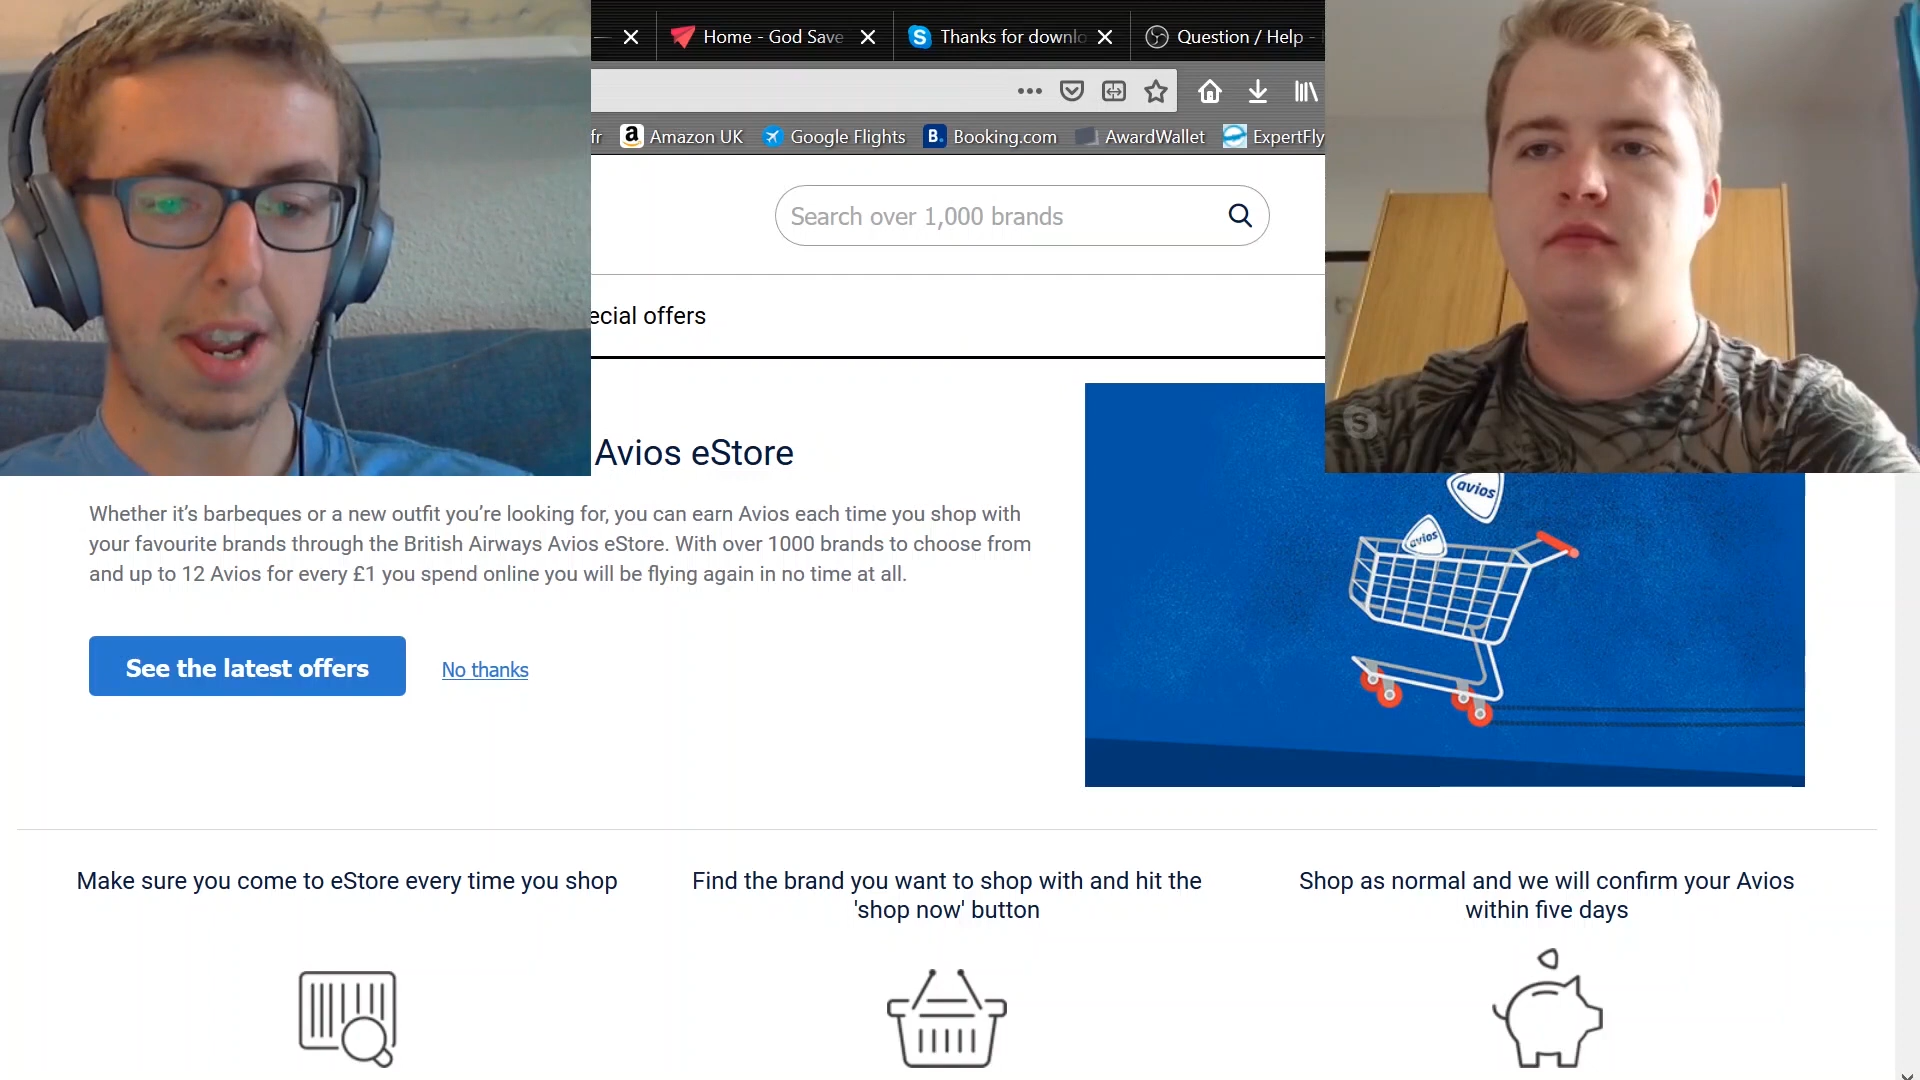 Home - God Save
Thanks for downlo
Question / Help -
fr
Amazon UK
Google Flights
B. Booking.com
AwardWallet
ExpertFly
Search over 1,000 brands
ecial offers
Avios eStore
Whether it’s barbeques or a new outfit you’re looking for, you can earn Avios each time you shop with
your favourite brands through the British Airways Avios eStore. With over 1000 brands to choose from
and up to 12 Avios for every £1 you spend online you will be flying again in no time at all.
See the latest offers
No thanks
avios
avios
Make sure you come to eStore every time you shop
Find the brand you want to shop with and hit the
'shop now' button
Shop as normal and we will confirm your Avios
within five days